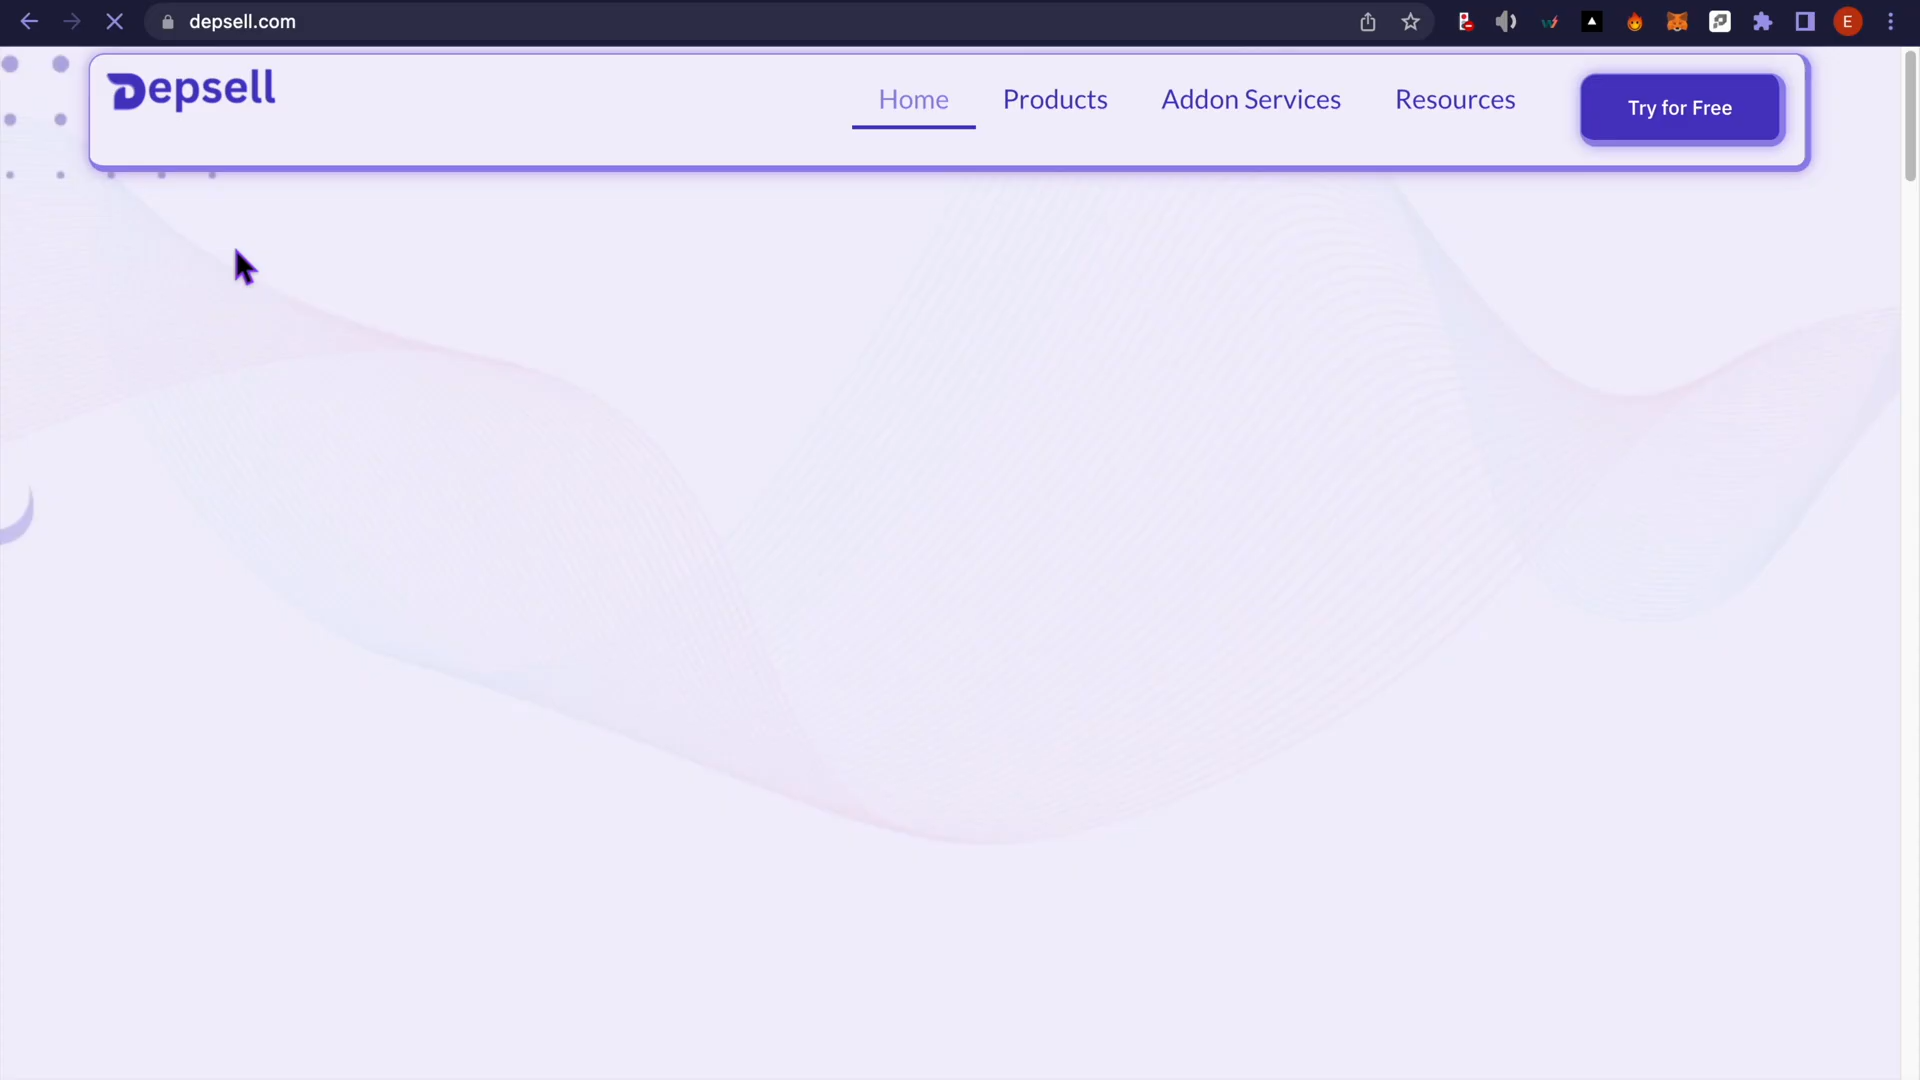 depsell.com
E
Depsell
Home
Products
Addon Services
Resources
Try for Free